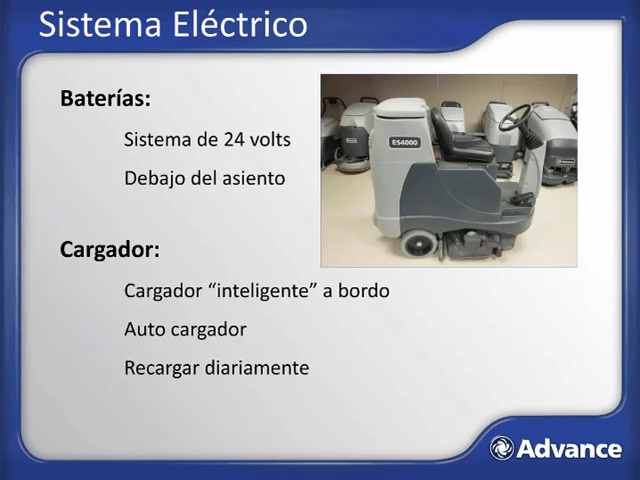 Sistema Eléctrico
Baterías:
Sistema de 24 volts
Debajo del asiento
ES4000
Cargador:
Cargador “inteligente” a bordo
Auto cargador
Recargar diariamente
Advance